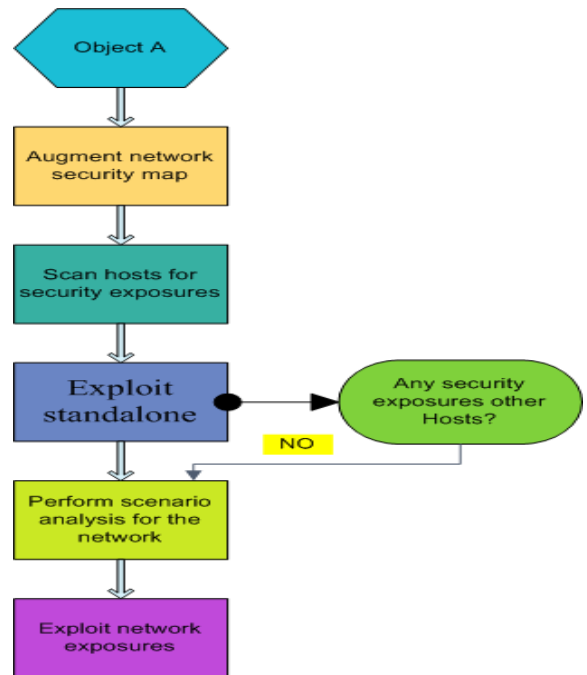 Object A
Augment network
security map
Scan hosts for
security exposures
Exploit
standalone
Any security
exposures other
Hosts?
NO
Perform scenario
analysis for the
network
Exploit network
exposures